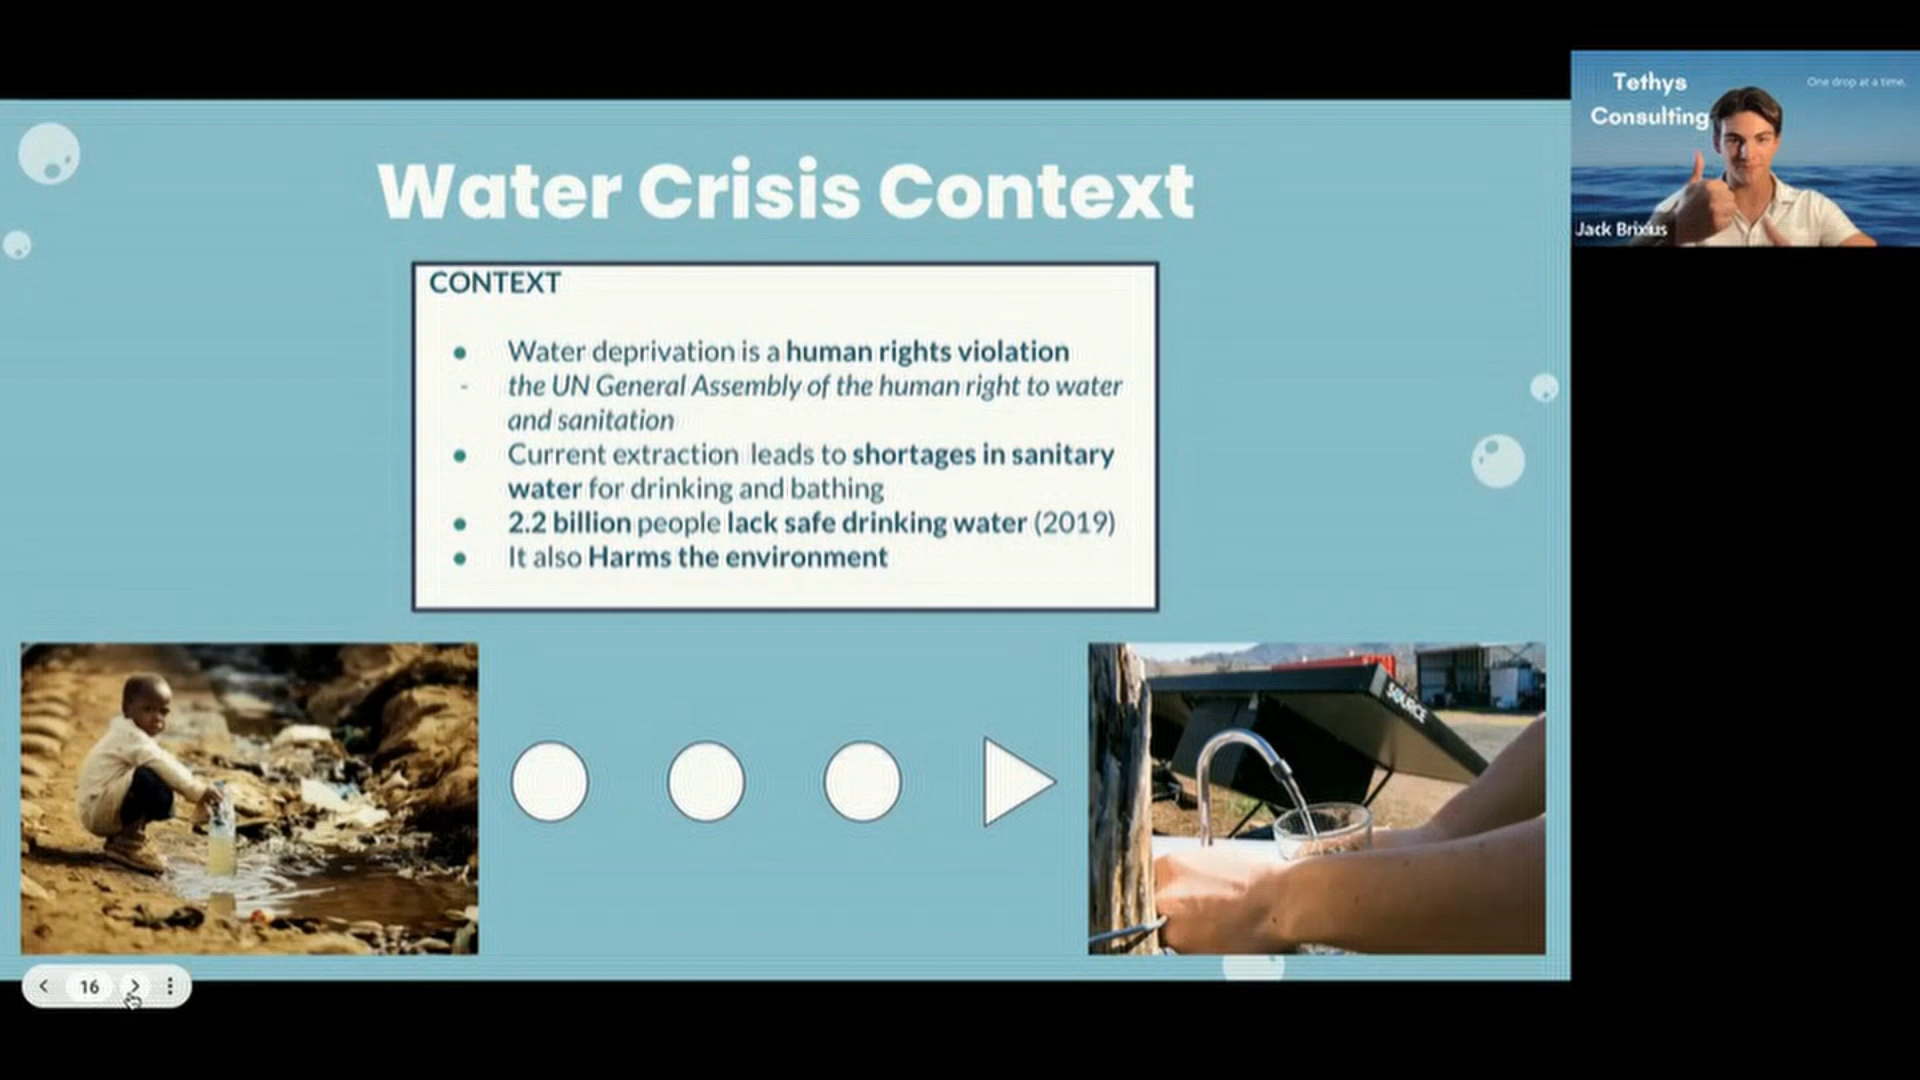 Water Crisis Context
CONTEXT
● Water deprivation is a human rights violation
- the UN General Assembly of the human right to water
and sanitation
● Current extraction leads to shortages in sanitary
water for drinking and bathing
● 2.2 billion people lack safe drinking water (2019)
● It also Harms the environment
SOURCE
16
Tethys
Consulting
One drop at a time.
Jack Brixius